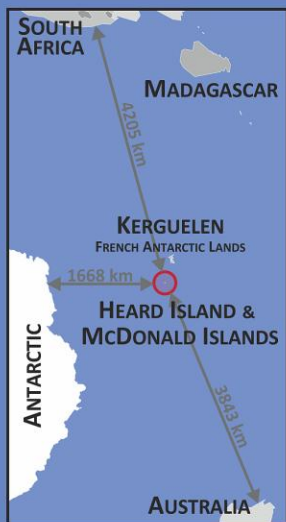 SOUTH
AFRICA
MADAGASCAR
4205 km
KERGUELEN
FRENCH ANTARCTIC LANDS
1668 km
HEARD ISLAND &
MCDONALD ISLANDS
ANTARCTIC
3843 km
AUSTRALIA